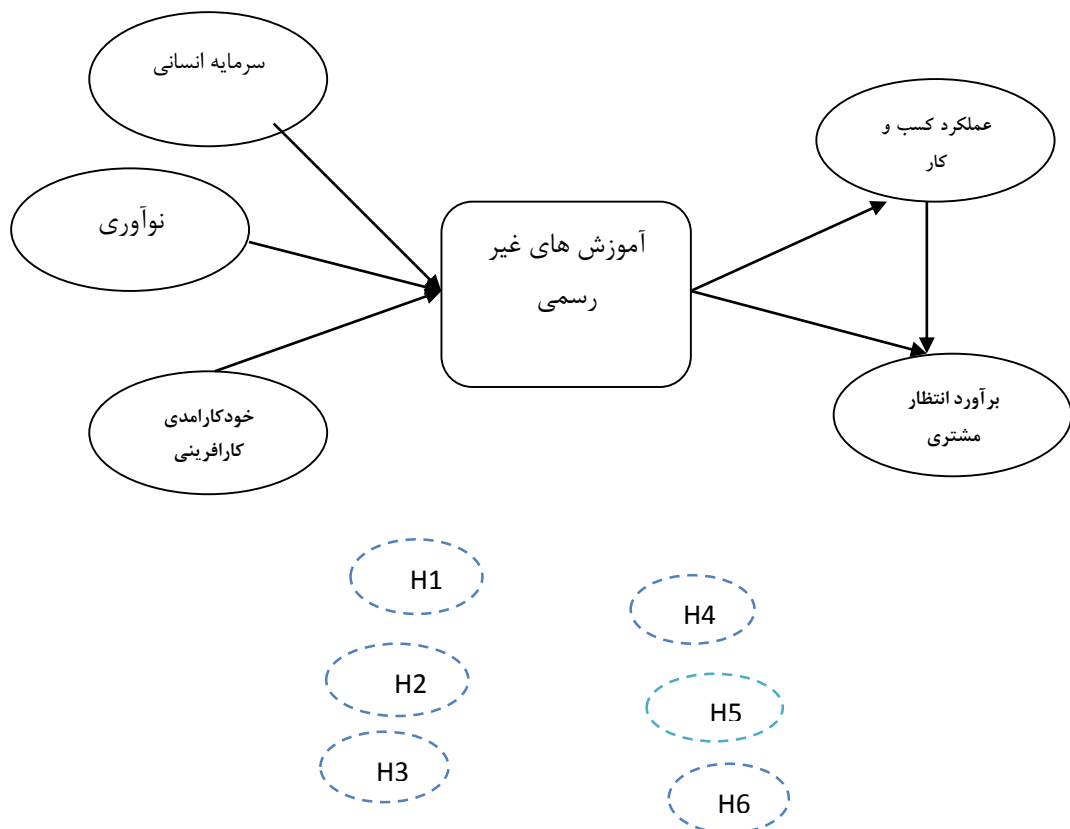 سرمایه انسانی
نوآوری
خودکارامدی
کارافرینی
آموزش های غیر
رسمی
عملکرد کسب و
کار
برآورد انتظار
مشتری
H1
H2
H3
H4
H5
H6